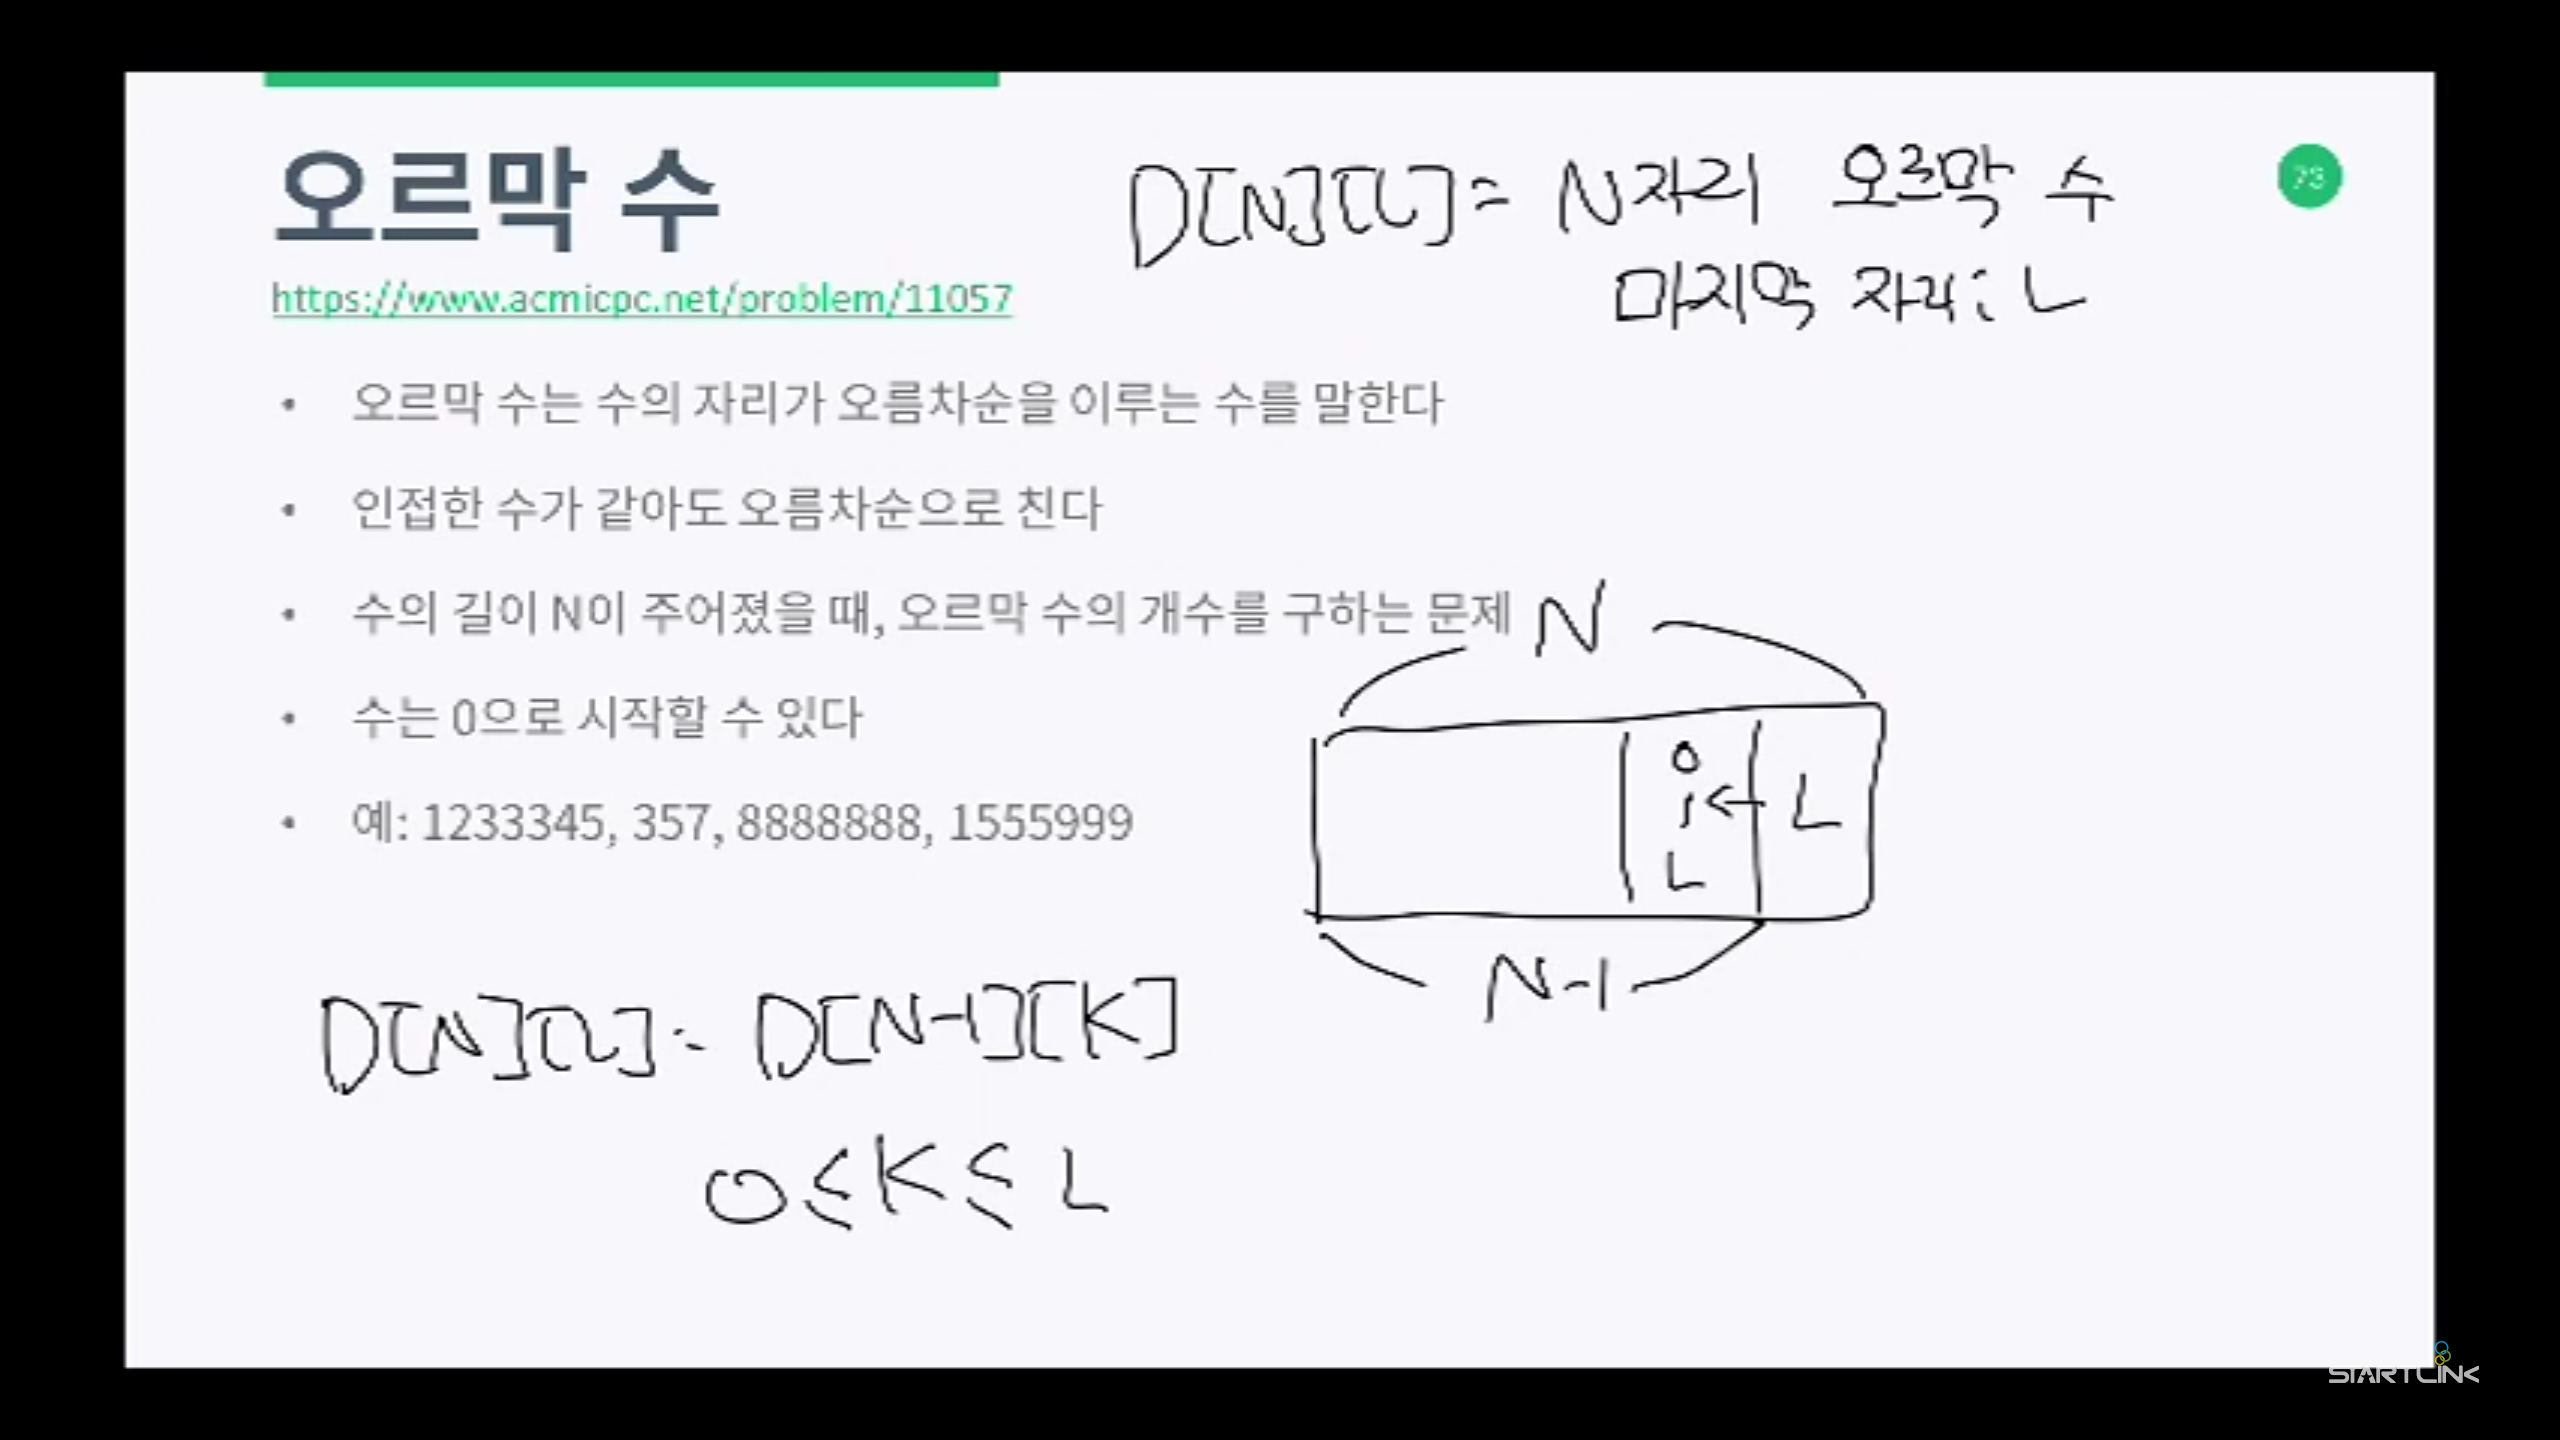 오르막 수
73
D[N][L] = N자리 오르막 수
마지막 자리: L
https://www.acmicpc.net/problem/11057
• 오르막 수는 수의 자리가 오름차순을 이루는 수를 말한다
• 인접한 수가 같아도 오름차순으로 친다
• 수의 길이 N이 주어졌을 때, 오르막 수의 개수를 구하는 문제
• 수는 0으로 시작할 수 있다
• 예: 1233345, 357, 8888888, 1555999
N
0
← L
L
N-1
D[N][L] = D[N-1][K]
0 ≤ K ≤ L
STARTLINK